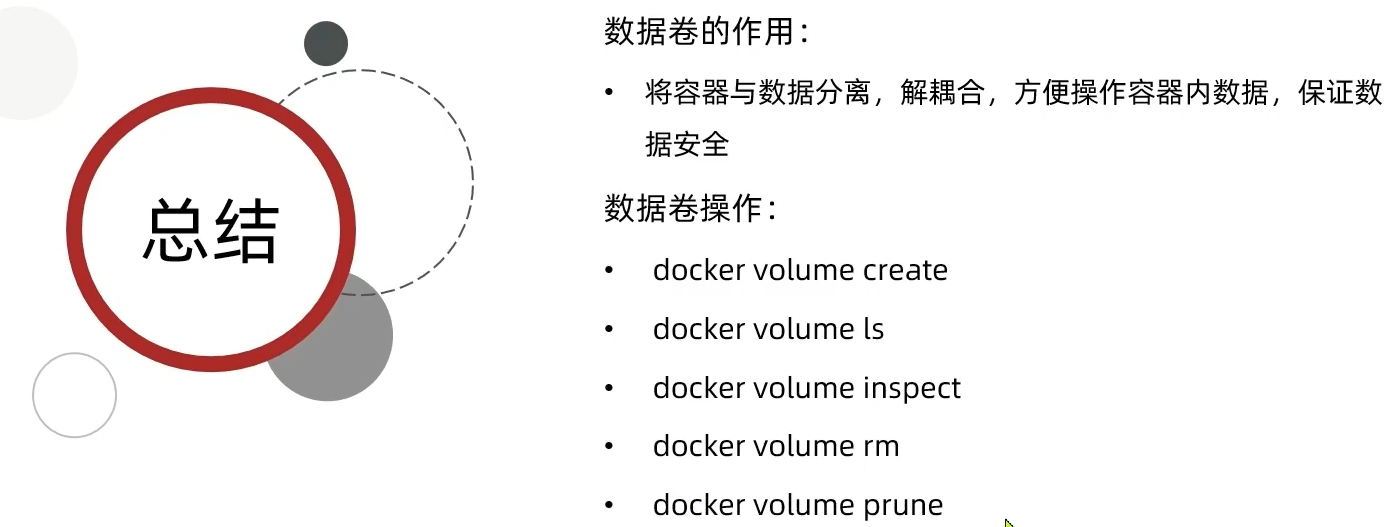 总结
数据卷的作用：
• 将容器与数据分离，解耦合，方便操作容器内数据，保证数
据安全
数据卷操作：
• docker volume create
• docker volume ls
• docker volume inspect
• docker volume rm
• docker volume prune